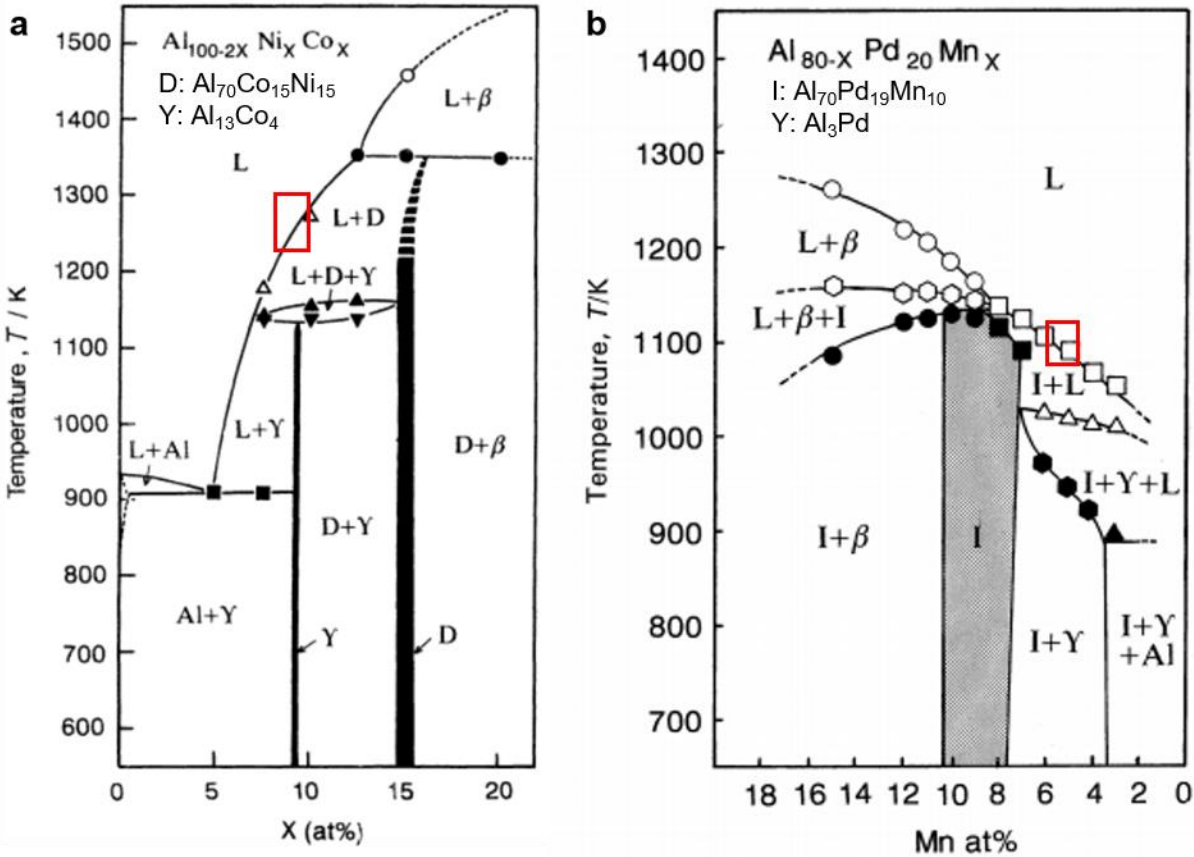 a
Al100-2X NiX CoX
D: Al70Co15Ni15
Y: Al13Co4
1500
1400
1300
1200
1100
1000
900
800
700
600
Temperature, T / K
L
L+β
L+D
L+D+Y
L+Y
L+Al
D+β
D+Y
Al+Y
Y
D
0 5 10 15 20
X (at%)
b
Al80-X Pd20 MnX
I: Al70Pd19Mn10
Y: Al3Pd
1400
1300
1200
1100
1000
900
800
700
Temperature, T/K
L
L+β
L+β+I
I+L
I+Y+L
I+β
I
I+Y
I+Y
+Al
18 16 14 12 10 8 6 4 2 0
Mn at%